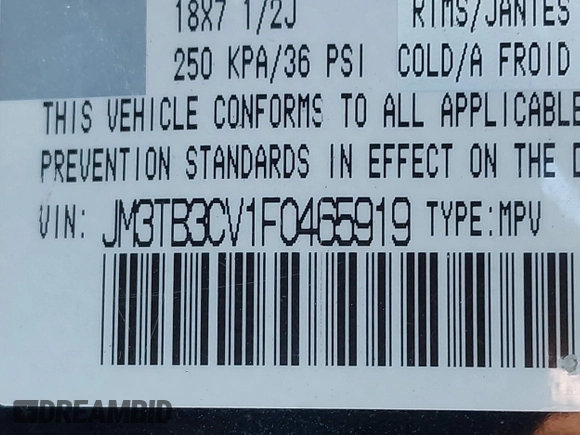 18X7 1/2J RIMS/JANTES
250 KPA/36 PSI COLD/A FROID
THIS VEHICLE CONFORMS TO ALL APPLICABLE
PREVENTION STANDARDS IN EFFECT ON THE D
VIN: JM3TB3CV1F0465919 TYPE:MPV
DREAMBID